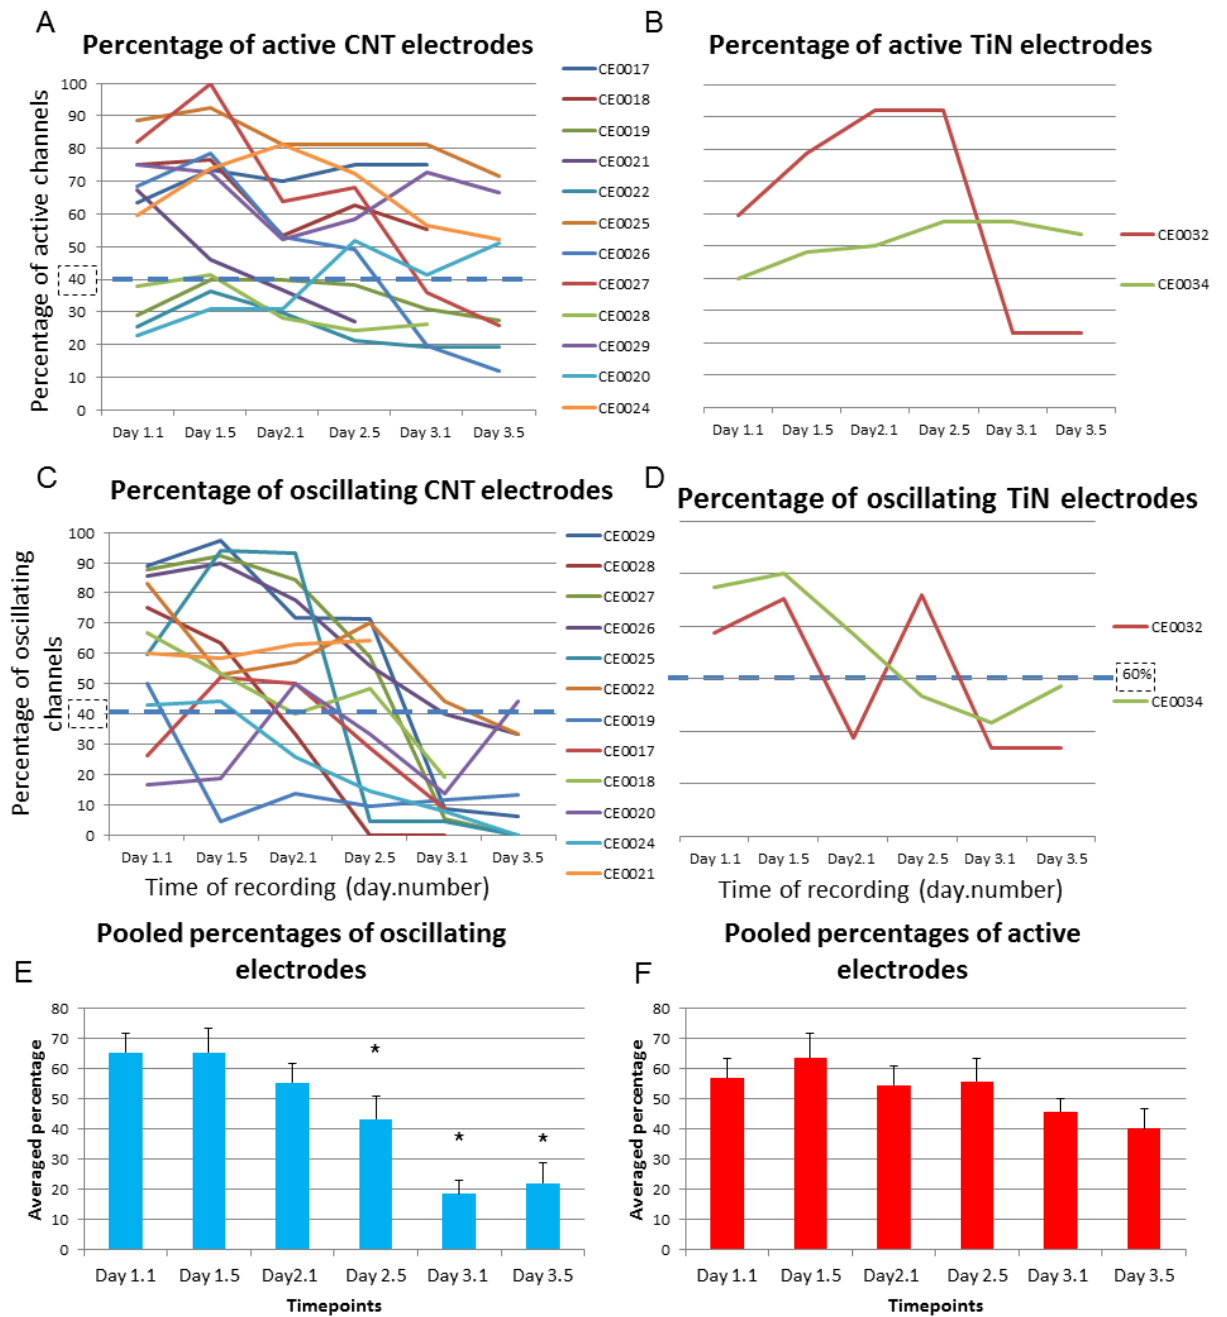 A
Percentage of active CNT electrodes
Percentage of active channels
100
90
80
70
60
50
40
30
20
10
0
Day 1.1 Day 1.5 Day2.1 Day 2.5 Day 3.1 Day 3.5
CE0017
CE0018
CE0019
CE0021
CE0022
CE0025
CE0026
CE0027
CE0028
CE0029
CE0020
CE0024
B
Percentage of active TiN electrodes
CE0032
CE0034
Day 1.1 Day 1.5 Day2.1 Day 2.5 Day 3.1 Day 3.5
C
Percentage of oscillating CNT electrodes
Percentage of oscillating
channels
100
90
80
70
60
50
40
30
20
10
0
Day 1.1 Day 1.5 Day2.1 Day 2.5 Day 3.1 Day 3.5
Time of recording (day.number)
CE0029
CE0028
CE0027
CE0026
CE0025
CE0022
CE0019
CE0017
CE0018
CE0020
CE0024
CE0021
D
Percentage of oscillating TiN electrodes
CE0032
60%
CE0034
Day 1.1 Day 1.5 Day2.1 Day 2.5 Day 3.1 Day 3.5
Time of recording (day.number)
E
Pooled percentages of oscillating
electrodes
Averaged percentage
80
70
60
50
40
30
20
10
0
* * *
Day 1.1 Day 1.5 Day2.1 Day 2.5 Day 3.1 Day 3.5
Timepoints
F
Pooled percentages of active
electrodes
Averaged percentage
80
70
60
50
40
30
20
10
0
Day 1.1 Day 1.5 Day2.1 Day 2.5 Day 3.1 Day 3.5
Timepoints